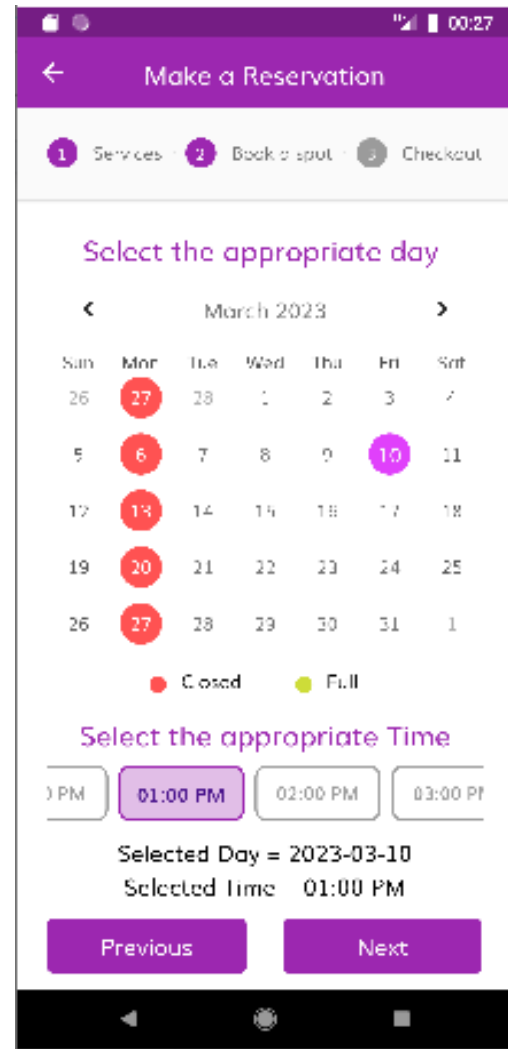 00:27
Make a Reservation
1 Services 2 Book a spot 3 Checkout
Select the appropriate day
March 2023
Sun Mon Tue Wed Thu Fri Sat
26 27 28 1 2 3 4
5 6 7 8 9 10 11
12 13 14 15 16 17 18
19 20 21 22 23 24 25
26 27 28 29 30 31 1
Closed Full
Select the appropriate Time
PM 01:00 PM 02:00 PM 03:00 PM
Selected Day = 2023-03-10
Selected Time 01:00 PM
Previous Next